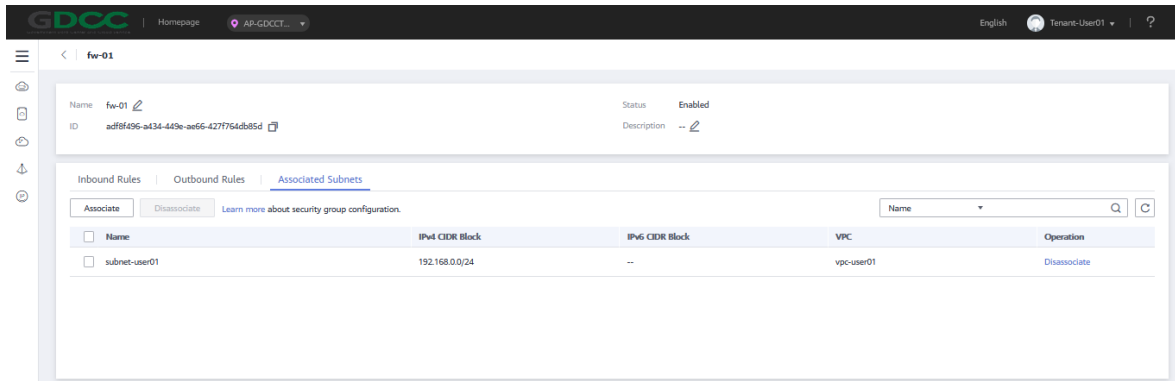 GDCC | Homepage AP-GDCCT... English Tenant-User01 | ?
< fw-01
Name fw-01 Status Enabled
ID adf8f496-a434-449e-ae66-427f764db85d Description --
Inbound Rules | Outbound Rules | Associated Subnets
Associate Disassociate Learn more about security group configuration. Name
Name IPv4 CIDR Block IPv6 CIDR Block VPC Operation
subnet-user01 192.168.0.0/24 -- vpc-user01 Disassociate